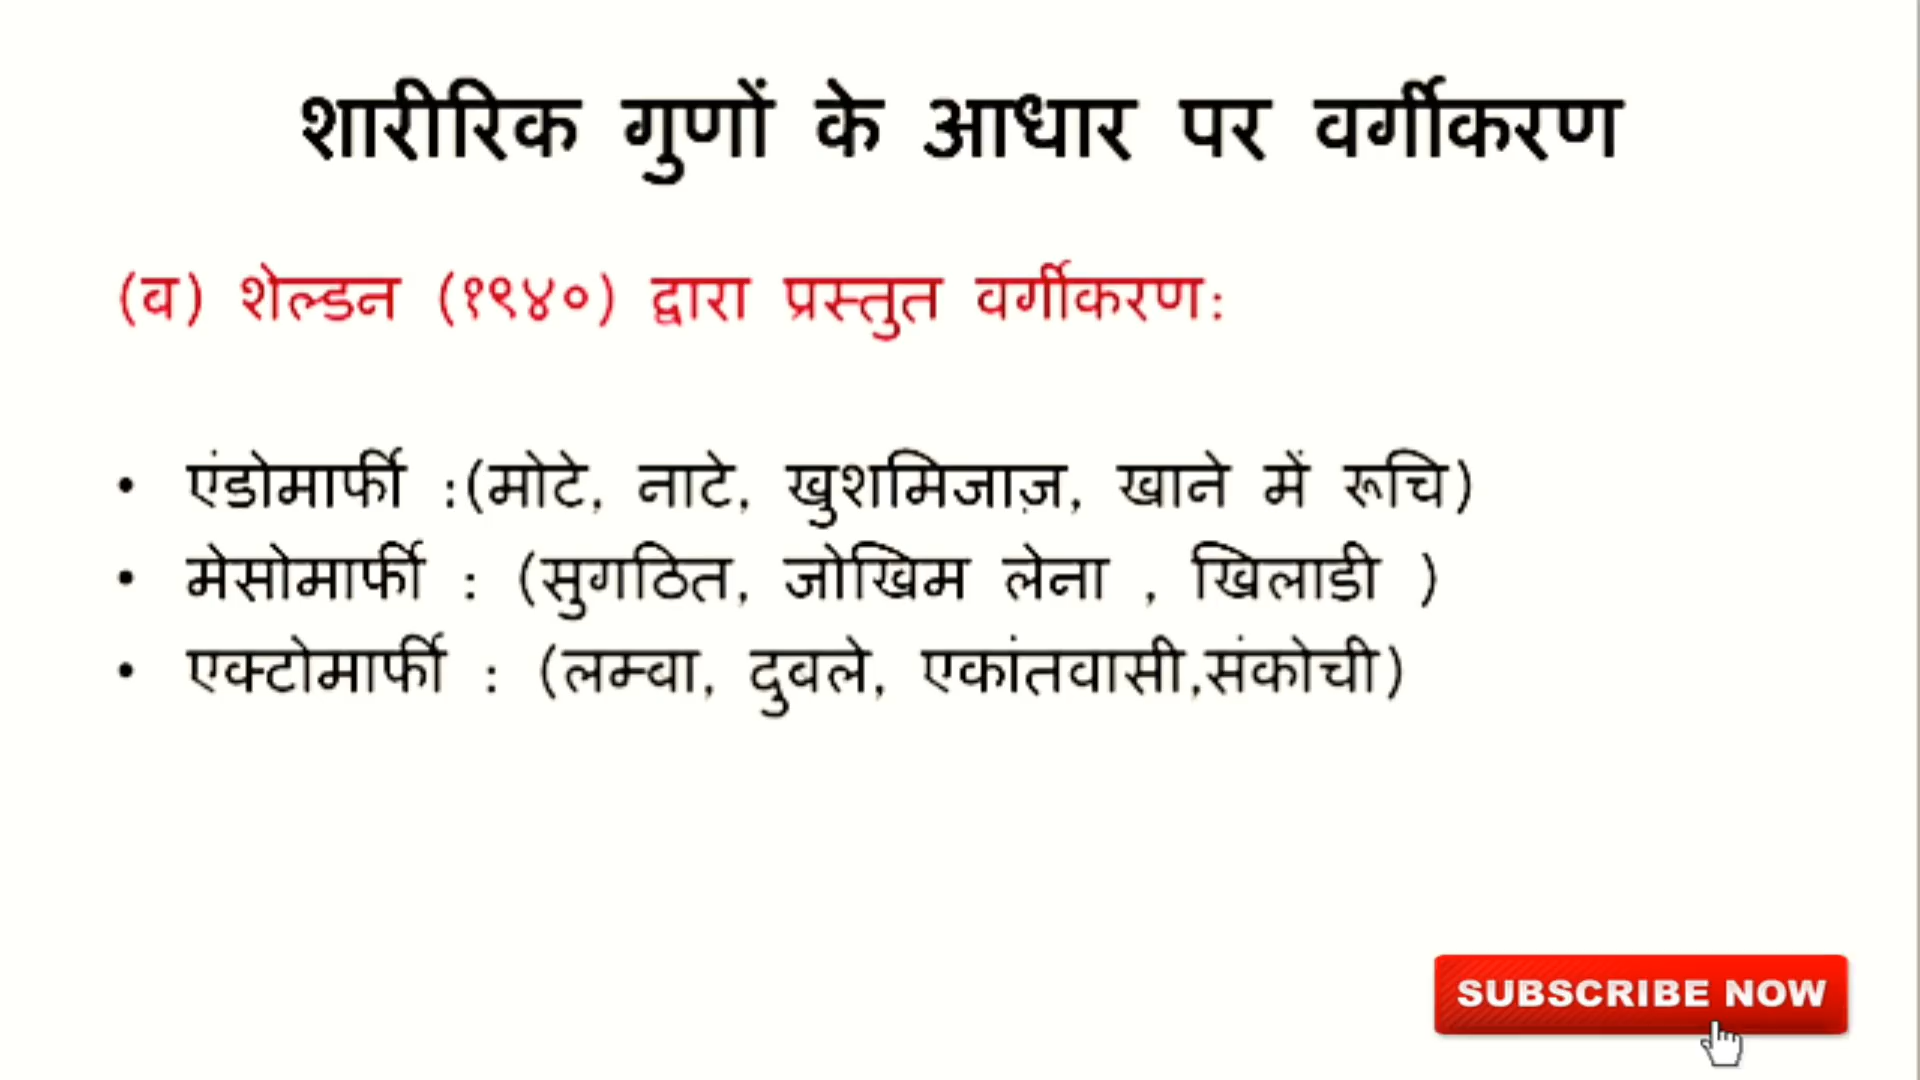 शारीरिक गुणों के आधार पर वर्गीकरण
(व) शेल्डन (१९४०) द्वारा प्रस्तुत वर्गीकरण:
• एंडोमार्फी :(मोटे, नाटे, खुशमिजाज़, खाने में रूचि)
• मेसोमार्फी : (सुगठित, जोखिम लेना , खिलाडी )
• एक्टोमार्फी : (लम्वा, दुवले, एकांतवासी,संकोची)
SUBSCRIBE NOW